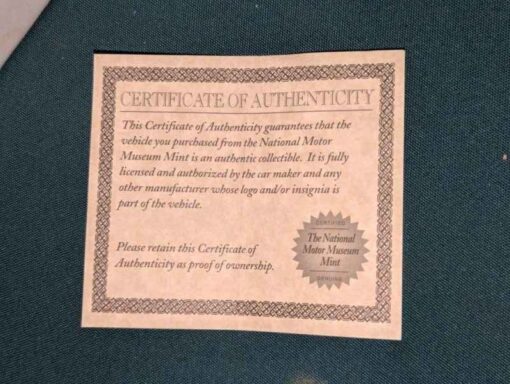 CERTIFICATE OF AUTHENTICITY
This Certificate of Authenticity guarantees that the
vehicle you purchased from the National Motor
Museum Mint is an authentic collectible. It is fully
licensed and authorized by the car maker and any
other manufacturer whose logo and/or insignia is
part of the vehicle.
Please retain this Certificate of
Authenticity as proof of ownership.
CERTIFIED
The National
Motor Museum
Mint
GENUINE